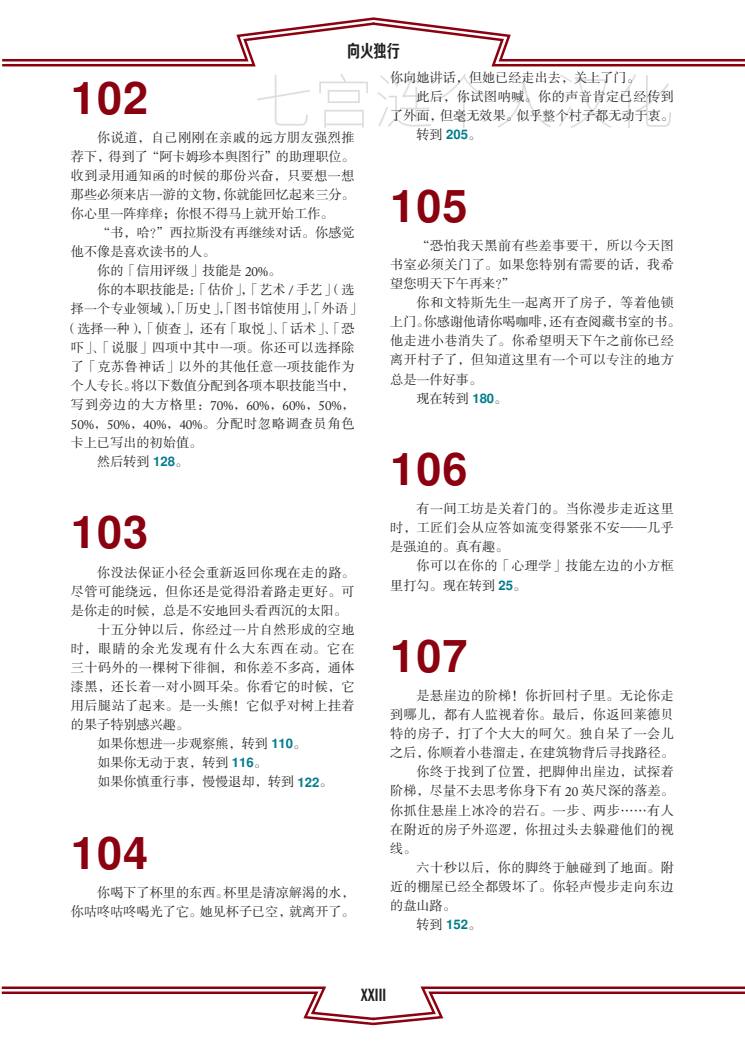 向火独行
102
你说道，自己刚刚在亲戚的远方朋友强烈推
荐下，得到了“阿卡姆珍本舆图行”的助理职位。
收到录用通知函的时候的那份兴奋，只要想一想
那些必须来店一游的文物，你就能回忆起来三分。
你心里一阵痒痒；你恨不得马上就开始工作。
“书，哈？”西拉斯没有再继续对话。你感觉
他不像是喜欢读书的人。
你的「信用评级」技能是 20%。
你的本职技能是：「估价」，「艺术 / 手艺」（选
择一个专业领域），「历史」，「图书馆使用」，「外语」
（选择一种），「侦查」，还有「取悦」、「话术」、「恐
吓」、「说服」四项中其中一项。你还可以选择除
了「克苏鲁神话」以外的其他任意一项技能作为
个人专长。将以下数值分配到各项本职技能当中，
写到旁边的大方格里：70%，60%，60%，50%，
50%，50%，40%，40%。分配时忽略调查员角色
卡上已写出的初始值。
然后转到 128。
103
你没法保证小径会重新返回你现在走的路。
尽管可能绕远，但你还是觉得沿着路走更好。可
是你走的时候，总是不安地回头看西沉的太阳。
十五分钟以后，你经过一片自然形成的空地
时，眼睛的余光发现有什么大东西在动。它在
三十码外的一棵树下徘徊，和你差不多高，通体
漆黑，还长着一对小圆耳朵。你看它的时候，它
用后腿站了起来。是一头熊！它似乎对树上挂着
的果子特别感兴趣。
如果你想进一步观察熊，转到 110。
如果你无动于衷，转到 116。
如果你慎重行事，慢慢退却，转到 122。
104
你喝下了杯里的东西。杯里是清凉解渴的水，
你咕咚咕咚喝光了它。她见杯子已空，就离开了。
你向她讲话，但她已经走出去，关上了门。
此后，你试图呐喊。你的声音肯定已经传到
了外面，但毫无效果。似乎整个村子都无动于衷。
转到 205。
七宫涟个人汉化
105
“恐怕我天黑前有些差事要干，所以今天图
书室必须关门了。如果您特别有需要的话，我希
望您明天下午再来?”
你和文特斯先生一起离开了房子，等着他锁
上门。你感谢他请你喝咖啡，还有查阅藏书室的书。
他走进小巷消失了。你希望明天下午之前你已经
离开村子了，但知道这里有一个可以专注的地方
总是一件好事。
现在转到 180。
106
有一间工坊是关着门的。当你漫步走近这里
时，工匠们会从应答如流变得紧张不安——几乎
是强迫的。真有趣。
你可以在你的「心理学」技能左边的小方框
里打勾。现在转到 25。
107
是悬崖边的阶梯！你折回村子里。无论你走
到哪儿，都有人监视着你。最后，你返回莱德贝
特的房子，打了个大大的呵欠。独自呆了一会儿
之后，你顺着小巷溜走，在建筑物背后寻找路径。
你终于找到了位置，把脚伸出崖边，试探着
阶梯，尽量不去思考你身下有 20 英尺深的落差。
你抓住悬崖上冰冷的岩石。一步、两步……有人
在附近的房子外巡逻，你扭过头去躲避他们的视
线。
六十秒以后，你的脚终于触碰到了地面。附
近的棚屋已经全都毁坏了。你轻声慢步走向东边
的盘山路。
转到 152。
XXIII